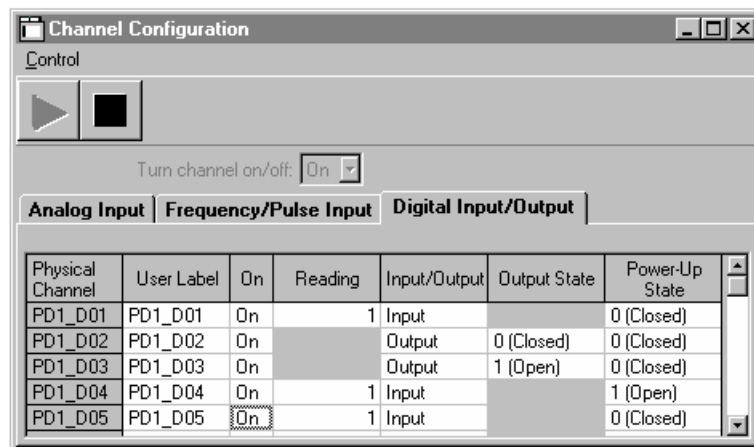 Channel Configuration
Control
Turn channel on/off: On
Analog Input Frequency/Pulse Input Digital Input/Output
Physical Channel User Label On Reading Input/Output Output State Power-Up State
PD1_D01 PD1_D01 On 1 Input 0 (Closed)
PD1_D02 PD1_D02 On Output 0 (Closed) 0 (Closed)
PD1_D03 PD1_D03 On Output 1 (Open) 0 (Closed)
PD1_D04 PD1_D04 On 1 Input 1 (Open)
PD1_D05 PD1_D05 On 1 Input 0 (Closed)